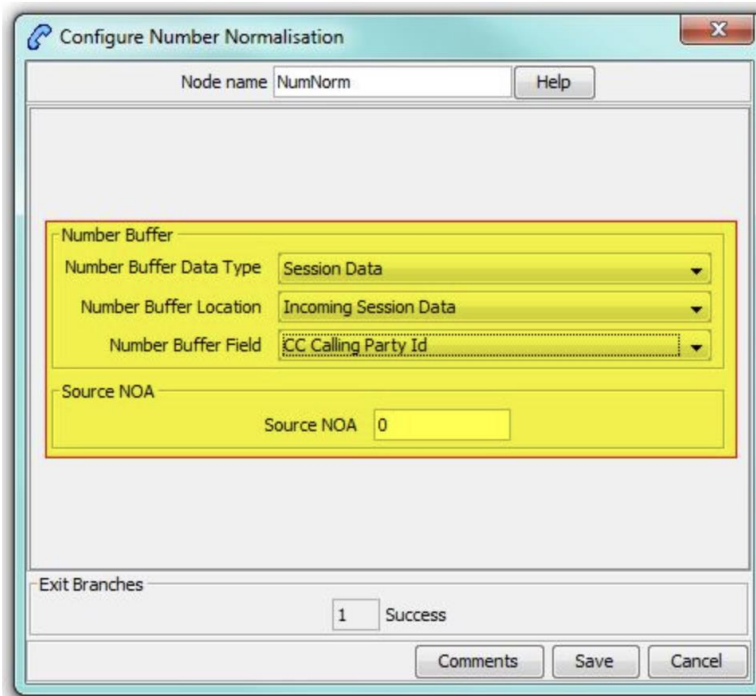 Configure Number Normalisation
Node name NumNorm Help
Number Buffer
Number Buffer Data Type Session Data
Number Buffer Location Incoming Session Data
Number Buffer Field CC Calling Party Id
Source NOA
Source NOA 0
Exit Branches
1 Success
Comments Save Cancel